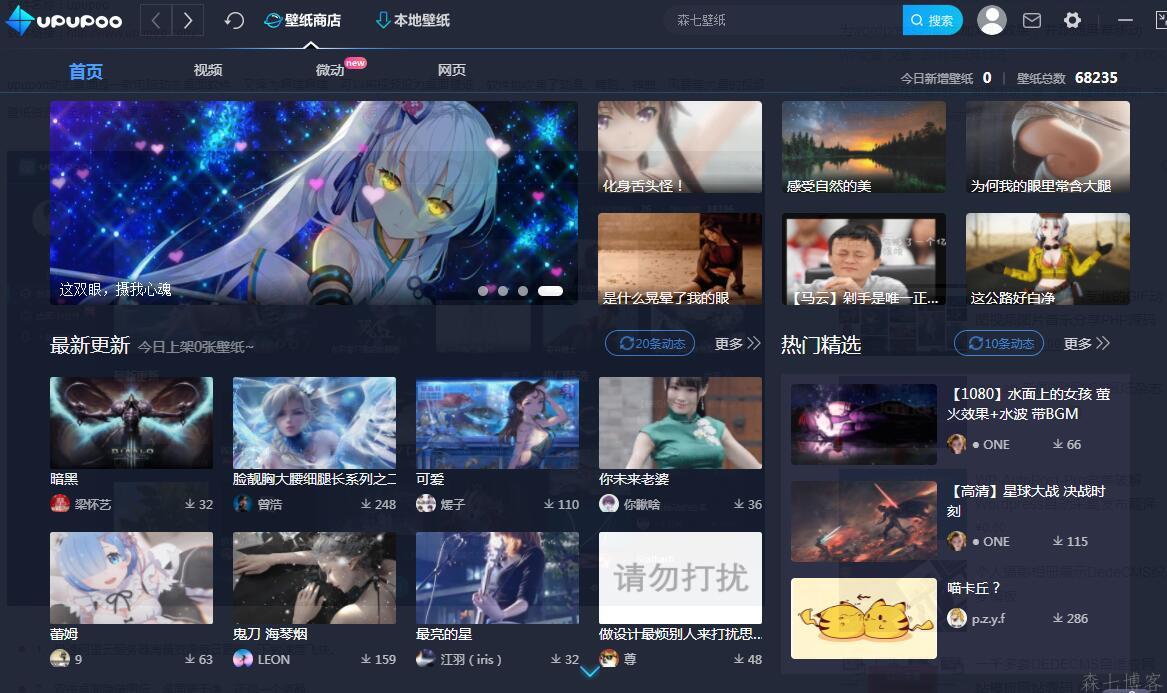 UPUPOO
壁纸商店
本地壁纸
森七壁纸
搜索
首页
视频
微动
new
网页
今日新增壁纸 0 | 壁纸总数 68235
这双眼，摄我心魂
化身舌头怪！
感受自然的美
为何我的眼里常含大腿
是什么晃晕了我的眼
【马云】剁手是唯一正...
这公路好白净
最新更新
今日上架0张壁纸~
20条动态
更多
热门精选
10条动态
更多
DIABLO
暗黑
梁怀艺
32
脸靓胸大腰细腿长系列之二
曾浩
248
可爱
煖子
110
你未来老婆
你瞅啥
36
蕾姆
9
63
鬼刀 海琴烟
LEON
159
最亮的星
江羽（iris）
32
请勿打扰
做设计最烦别人来打扰思...
尊
48
【1080】水面上的女孩 萤
火效果+水波 带BGM
● ONE
66
【高清】星球大战 决战时
刻
● ONE
115
喵卡丘？
p.z.y.f
286
森七博客